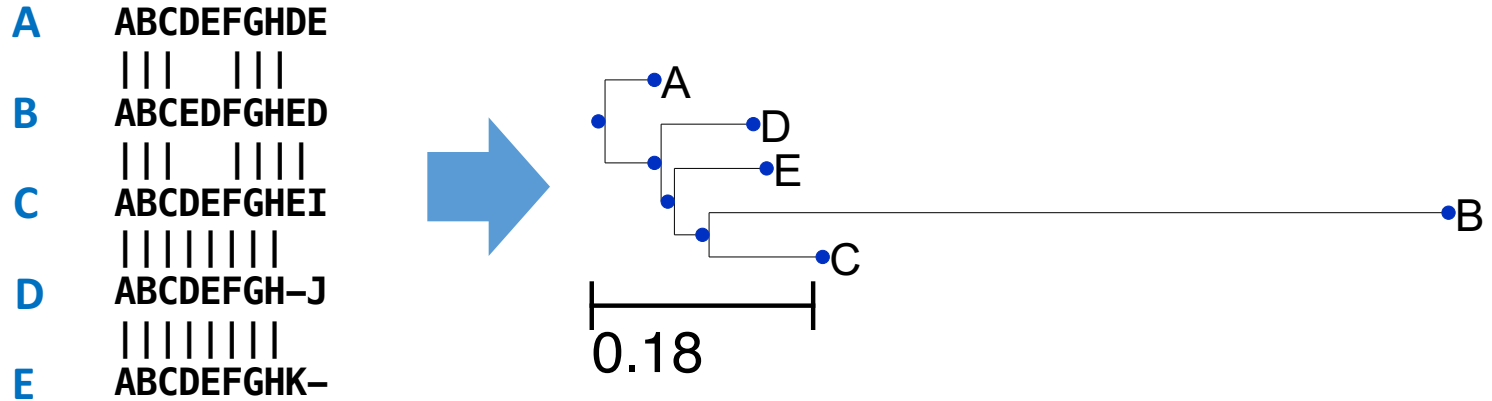 A ABCDEFGHDE
||| |||
B ABCEDFGHED
||| ||||
C ABCDEFGHEI
||||||||
D ABCDEFGH–J
||||||||
E ABCDEFGHK–
A
D
E
B
C
0.18